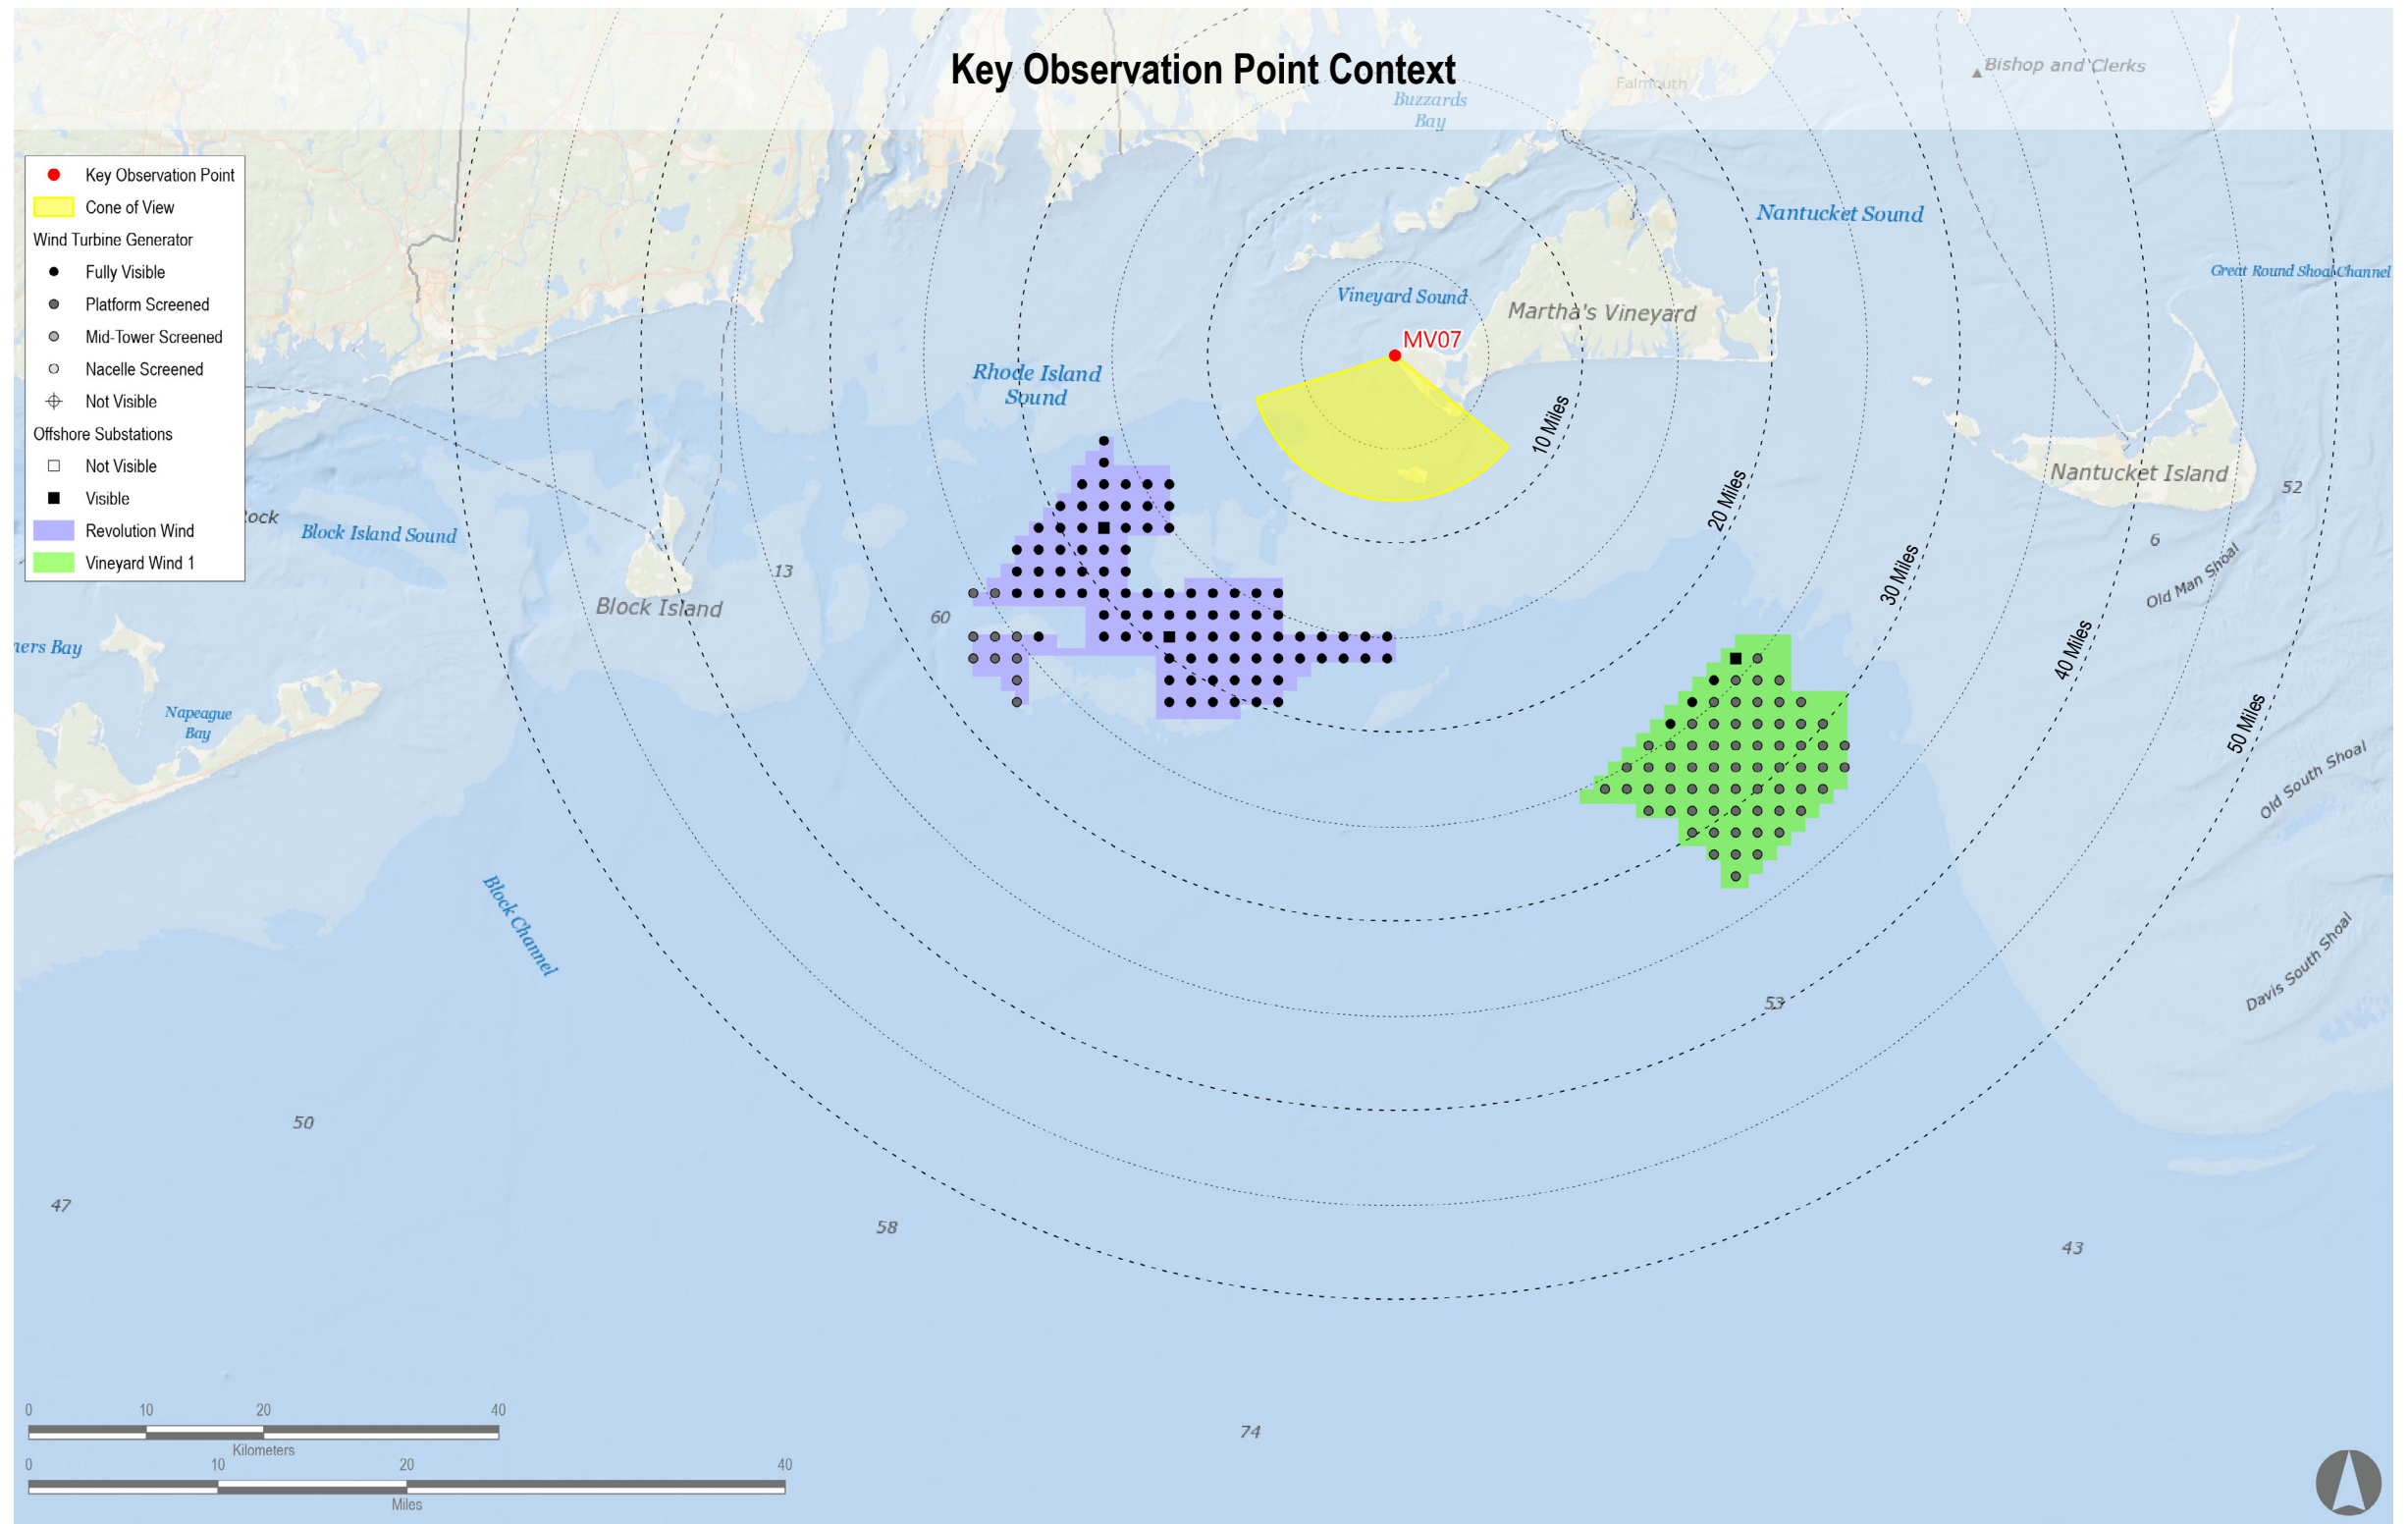 Key Observation Point Context
Bishop and Clerks
Falmouth
Buzzards
Bay
Key Observation Point
Cone of View
Wind Turbine Generator
Fully Visible
Platform Screened
Mid-Tower Screened
Nacelle Screened
Not Visible
Offshore Substations
Not Visible
Visible
Revolution Wind
Vineyard Wind 1
Nantucket Sound
Great Round Shoal Channel
Vineyard Sound
Martha's Vineyard
MV07
Rhode Island
Sound
10 Miles
20 Miles
30 Miles
40 Miles
50 Miles
Nantucket Island
52
6
Old Man Shoal
Block Island Sound
13
Block Island
60
Napeague
Bay
Old South Shoal
Block Channel
Davis South Shoal
53
50
47
58
43
74
0 10 20 40
Kilometers
0 10 20 40
Miles